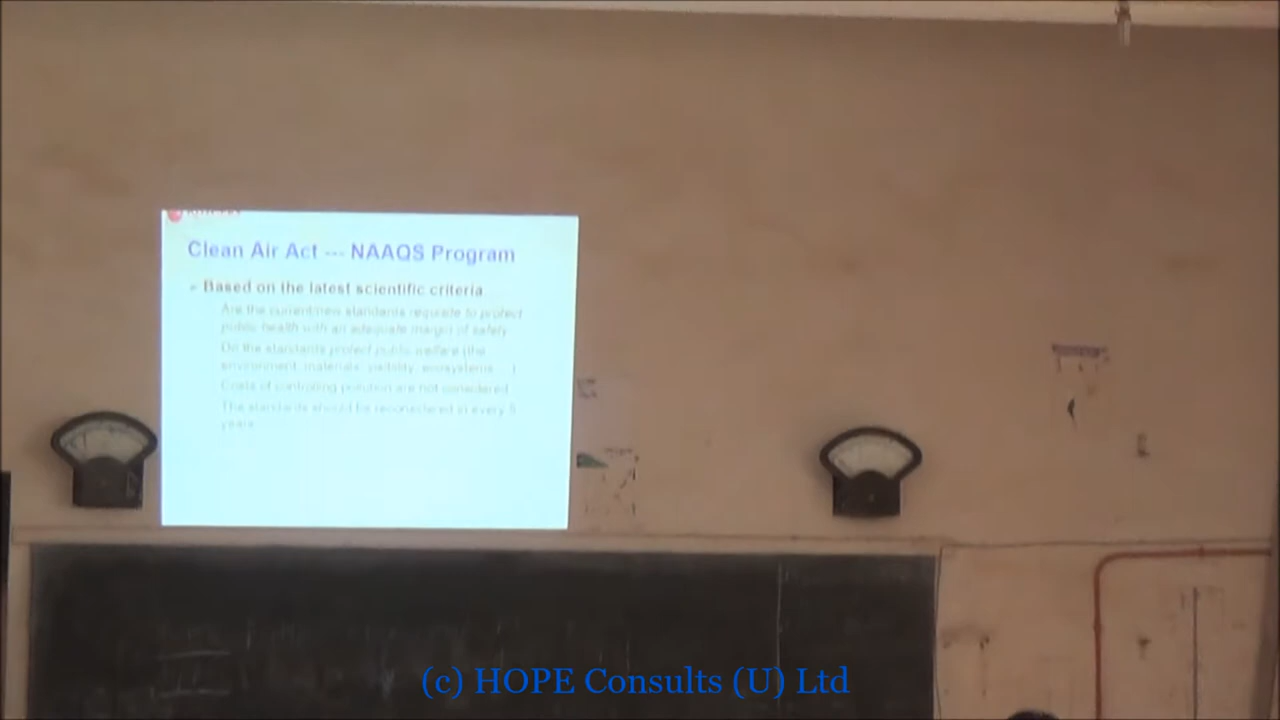 Clean Air Act --- NAAQS Program
Based on the latest scientific criteria
Are the current/new standards requisite to protect
public health with an adequate margin of safety
Do the standards protect public welfare (the
environment, materials, visibility, ecosystems ... )
Costs of controlling pollution are not considered
The standards should be reconsidered in every 5
years
(c) HOPE Consults (U) Ltd